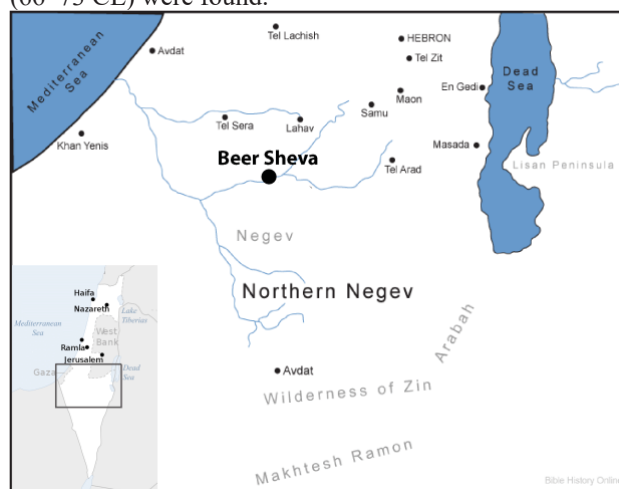 (66–73 CE) were found.
Mediterranean
Sea
Avdat
Tel Lachish
HEBRON
Tel Zit
Dead
Sea
En Gedi
Maon
Samu
Tel Sera
Lahav
Khan Yenis
Masada
Lisan Peninsula
Beer Sheva
Tel Arad
Negev
Northern Negev
Arabah
Avdat
Wilderness of Zin
Makhtesh Ramon
Haifa
Nazareth
Lake
Tiberias
Mediterranean
Sea
West
Bank
Ramla
Jerusalem
Gaza
Dead
Sea
Bible History Online